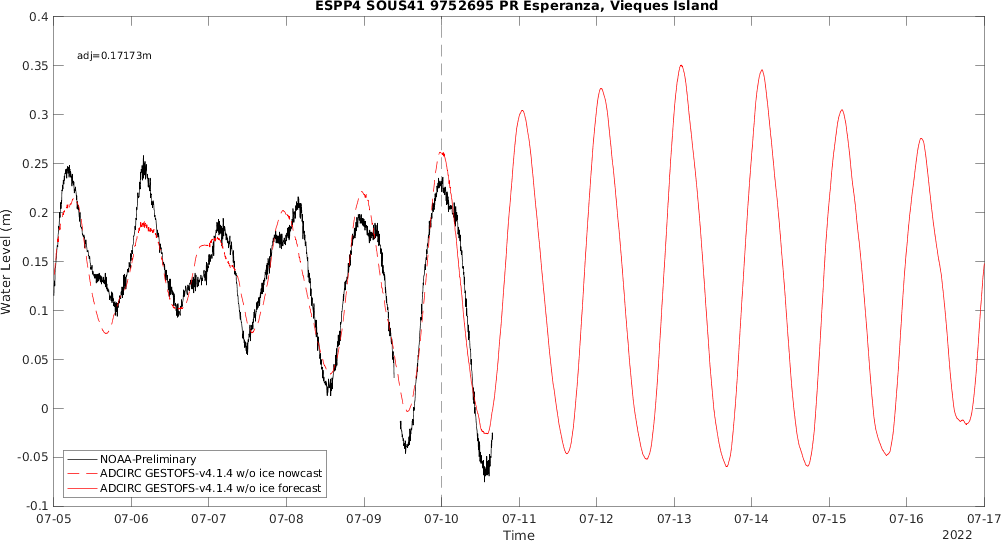 ESPP4 SOUS41 9752695 PR Esperanza, Vieques Island
adj=0.17173m
0.4
0.35
0.3
0.25
0.2
0.15
0.1
0.05
0
-0.05
-0.1
Water Level (m)
NOAA-Preliminary
ADCIRC GESTOFS-v4.1.4 w/o ice nowcast
ADCIRC GESTOFS-v4.1.4 w/o ice forecast
07-05 07-06 07-07 07-08 07-09 07-10 07-11 07-12 07-13 07-14 07-15 07-16 07-17
Time
2022